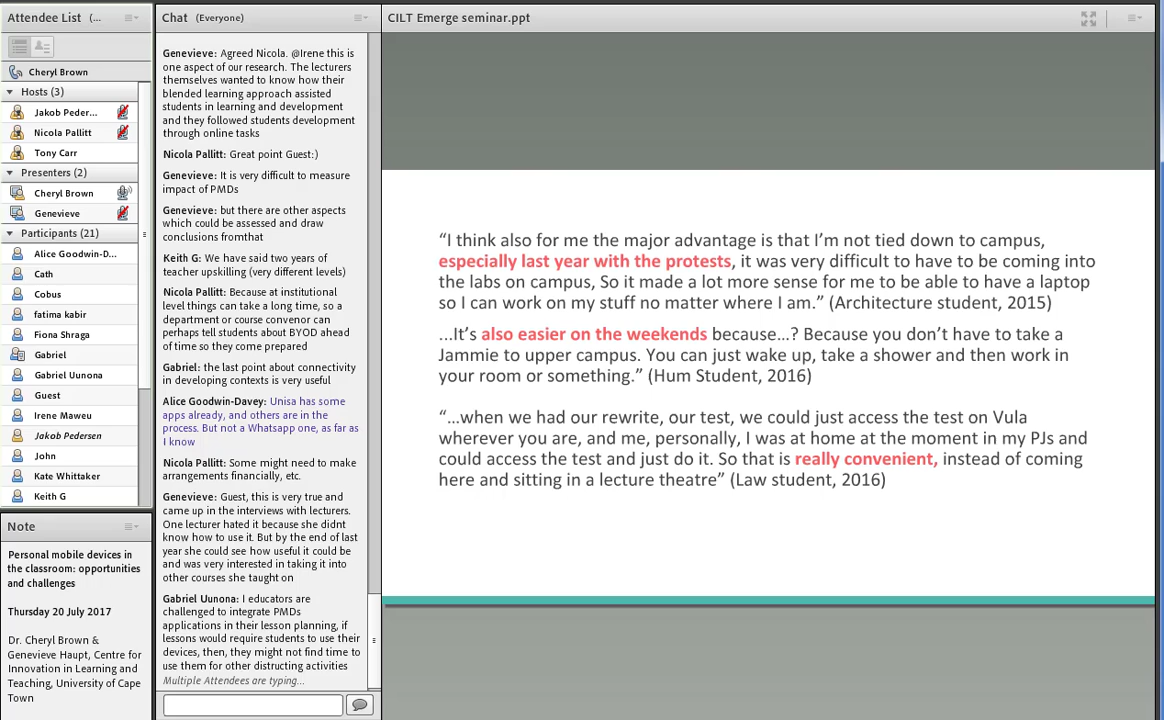 Attendee List (...
Cheryl Brown
Hosts (3)
Jakob Peder...
Nicola Pallitt
Tony Carr
Presenters (2)
Cheryl Brown
Genevieve
Participants (21)
Alice Goodwin-D...
Cath
Cobus
fatima kabir
Fiona Shraga
Gabriel
Gabriel Uunona
Guest
Irene Maweu
Jakob Pedersen
John
Kate Whittaker
Keith G
Note
Personal mobile devices in
the classroom: opportunities
and challenges
Thursday 20 July 2017
Dr. Cheryl Brown &
Genevieve Haupt, Centre for
Innovation in Learning and
Teaching, University of Cape
Town
Chat (Everyone)
Genevieve: Agreed Nicola. @Irene this is
one aspect of our research. The lecturers
themselves wanted to know how their
blended learning approach assisted
students in learning and development
and they followed students development
through online tasks
Nicola Pallitt: Great point Guest:)
Genevieve: It is very difficult to measure
impact of PMDs
Genevieve: but there are other aspects
which could be assessed and draw
conclusions fromthat
Keith G: We have said two years of
teacher upskilling (very different levels)
Nicola Pallitt: Because at institutional
level things can take a long time, so a
department or course convenor can
perhaps tell students about BYOD ahead
of time so they come prepared
Gabriel: the last point about connectivity
in developing contexts is very useful
Alice Goodwin-Davey: Unisa has some
apps already, and others are in the
process. But not a Whatsapp one, as far as
I know
Nicola Pallitt: Some might need to make
arrangements financially, etc.
Genevieve: Guest, this is very true and
came up in the interviews with lecturers.
One lecturer hated it because she didnt
know how to use it. But by the end of last
year she could see how useful it could be
and was very interested in taking it into
other courses she taught on
Gabriel Uunona: I educators are
challenged to integrate PMDs
applications in their lesson planning, if
lessons would require students to use their
devices, then, they might not find time to
use them for other distructing activities
Multiple Attendees are typing...
CILT Emerge seminar.ppt
“I think also for me the major advantage is that I’m not tied down to campus,
especially last year with the protests, it was very difficult to have to be coming into
the labs on campus, So it made a lot more sense for me to be able to have a laptop
so I can work on my stuff no matter where I am.” (Architecture student, 2015)
...It’s also easier on the weekends because...? Because you don’t have to take a
Jammie to upper campus. You can just wake up, take a shower and then work in
your room or something.” (Hum Student, 2016)
“...when we had our rewrite, our test, we could just access the test on Vula
wherever you are, and me, personally, I was at home at the moment in my PJs and
could access the test and just do it. So that is really convenient, instead of coming
here and sitting in a lecture theatre” (Law student, 2016)